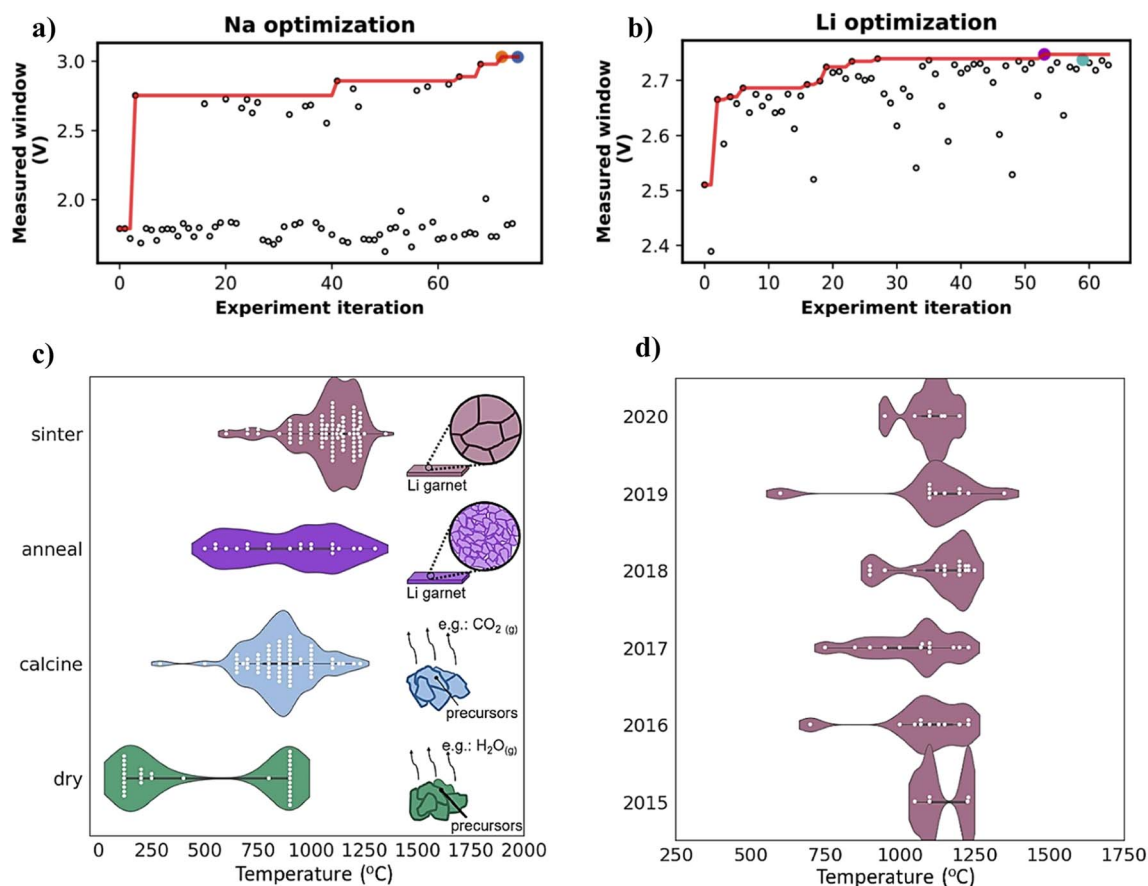 a)
Na optimization
3.0
2.5
2.0
Measured window
(V)
0
20
40
60
Experiment iteration
b)
Li optimization
2.7
2.6
2.5
2.4
Measured window
(V)
0
10
20
30
40
50
60
Experiment iteration
c)
sinter
Li garnet
anneal
Li garnet
calcine
e.g.: CO2 (g)
precursors
dry
e.g.: H2O(g)
precursors
0
250
500
750
1000
1250
1500
1750
2000
Temperature (°C)
d)
2020
2019
2018
2017
2016
2015
250
500
750
1000
1250
1500
1750
Temperature (°C)